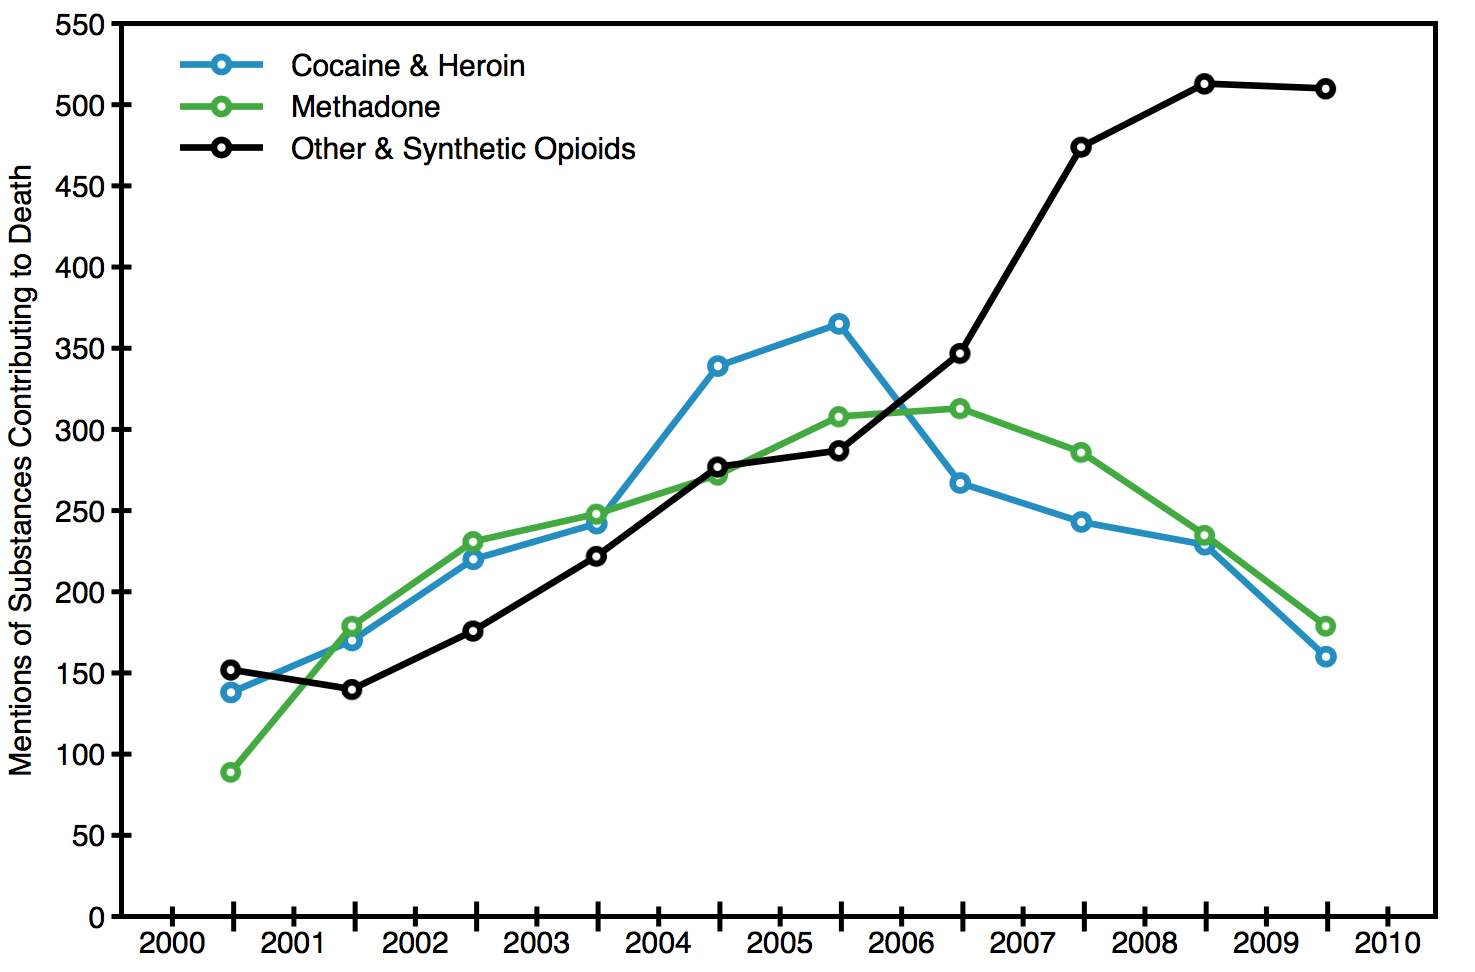 550
500
450
400
350
300
250
200
150
100
50
0
Mentions of Substances Contributing to Death
Cocaine & Heroin
Methadone
Other & Synthetic Opioids
2000 2001 2002 2003 2004 2005 2006 2007 2008 2009 2010